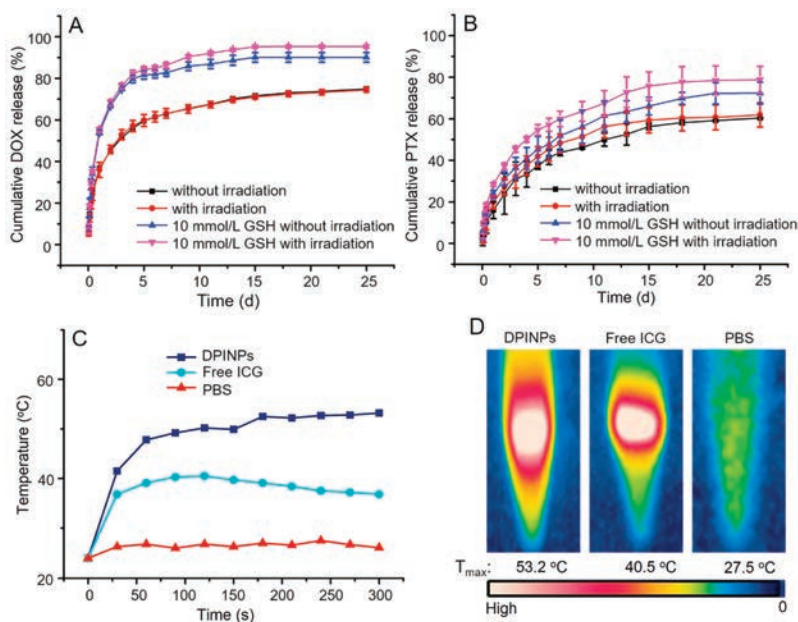 A
Cumulative DOX release (%)
100
80
60
40
20
0
without irradiation
with irradiation
10 mmol/L GSH without irradiation
10 mmol/L GSH with irradiation
0 5 10 15 20 25
Time (d)
B
Cumulative PTX release (%)
100
80
60
40
20
0
without irradiation
with irradiation
10 mmol/L GSH without irradiation
10 mmol/L GSH with irradiation
0 5 10 15 20 25
Time (d)
C
DPINPs
Free ICG
PBS
Temperature (ºC)
60
40
20
0 50 100 150 200 250 300
Time (s)
D
DPINPs Free ICG PBS
Tmax: 53.2 ºC 40.5 ºC 27.5 ºC
High 0